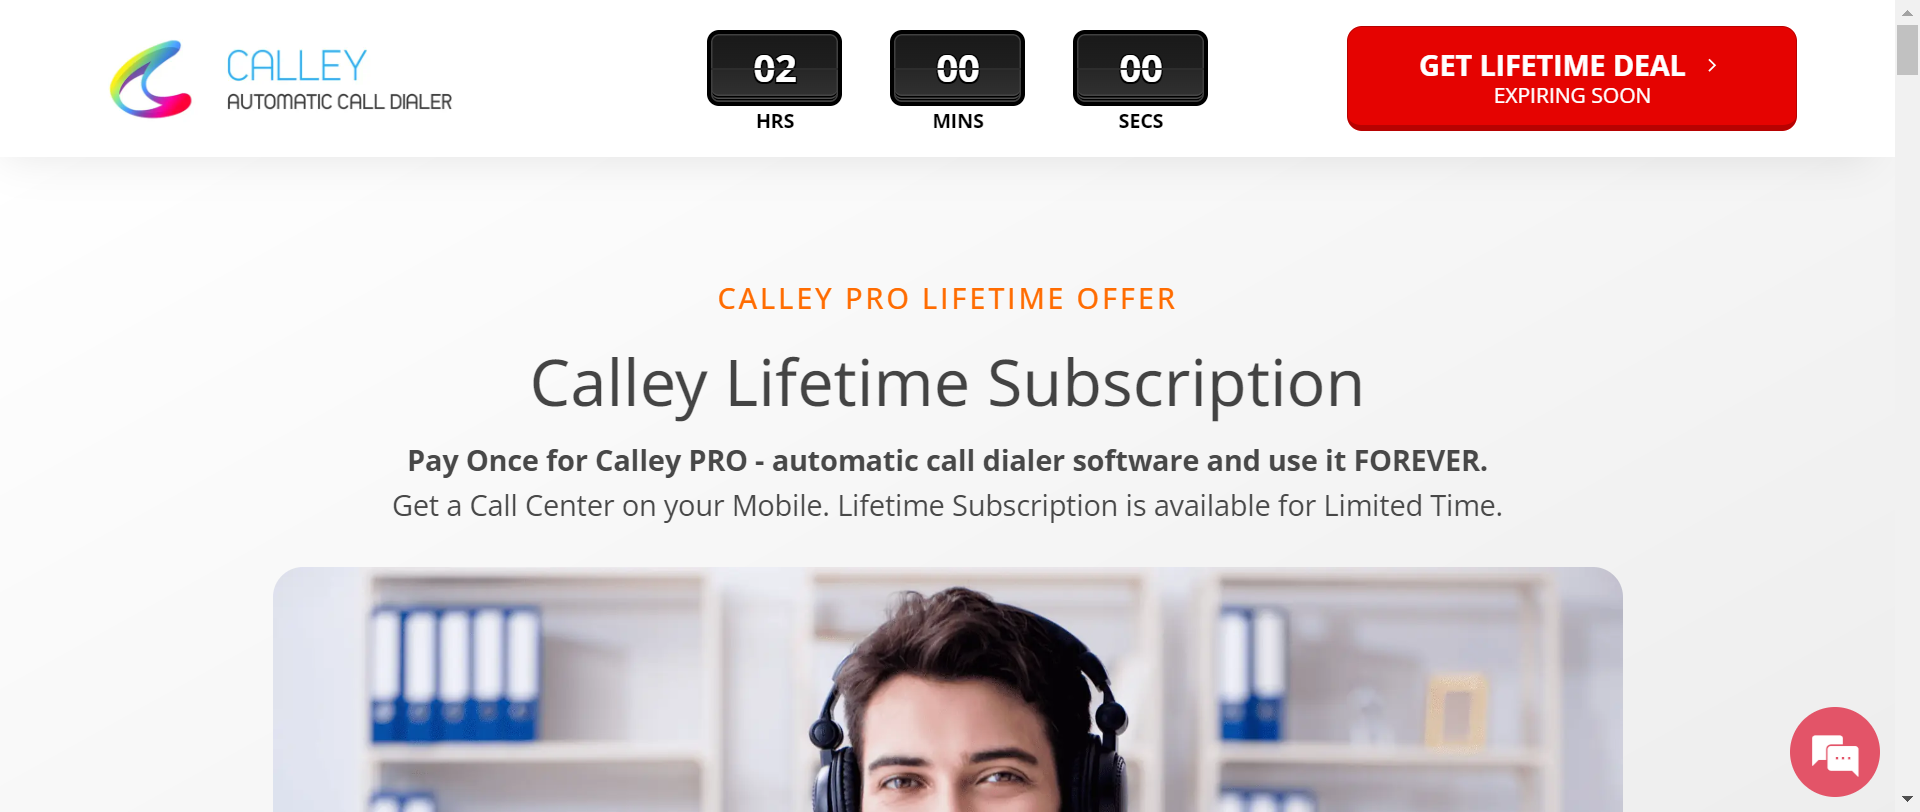 CALLEY
AUTOMATIC CALL DIALER
02
HRS
00
MINS
00
SECS
GET LIFETIME DEAL
EXPIRING SOON
CALLEY PRO LIFETIME OFFER
Calley Lifetime Subscription
Pay Once for Calley PRO - automatic call dialer software and use it FOREVER.
Get a Call Center on your Mobile. Lifetime Subscription is available for Limited Time.